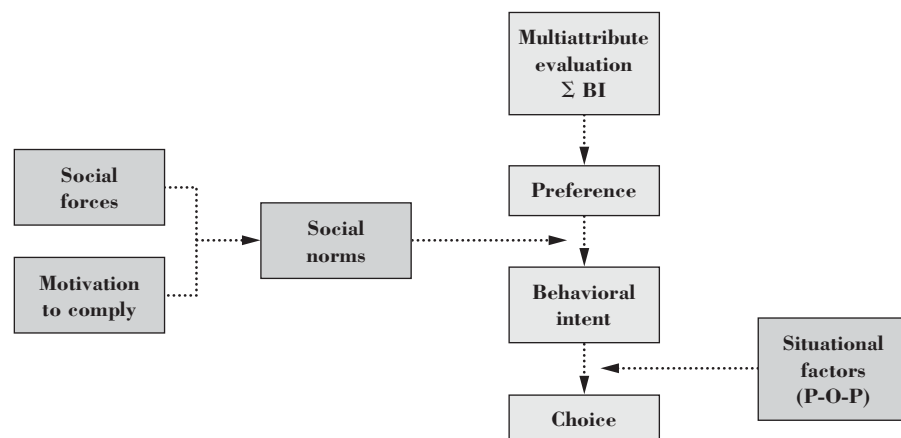 Multiattribute
evaluation
Σ BI
Preference
Social
forces
Social
norms
Motivation
to comply
Behavioral
intent
Situational
factors
(P-O-P)
Choice